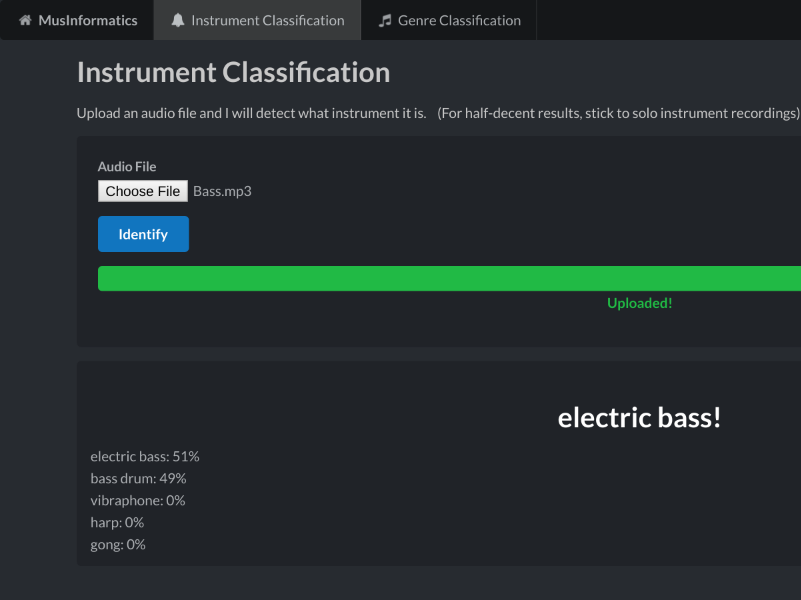 MusInformatics Instrument Classification Genre Classification
Instrument Classification
Upload an audio file and I will detect what instrument it is. (For half-decent results, stick to solo instrument recordings)
Audio File
Choose File Bass.mp3
Identify
Uploaded!
electric bass!
electric bass: 51%
bass drum: 49%
vibraphone: 0%
harp: 0%
gong: 0%